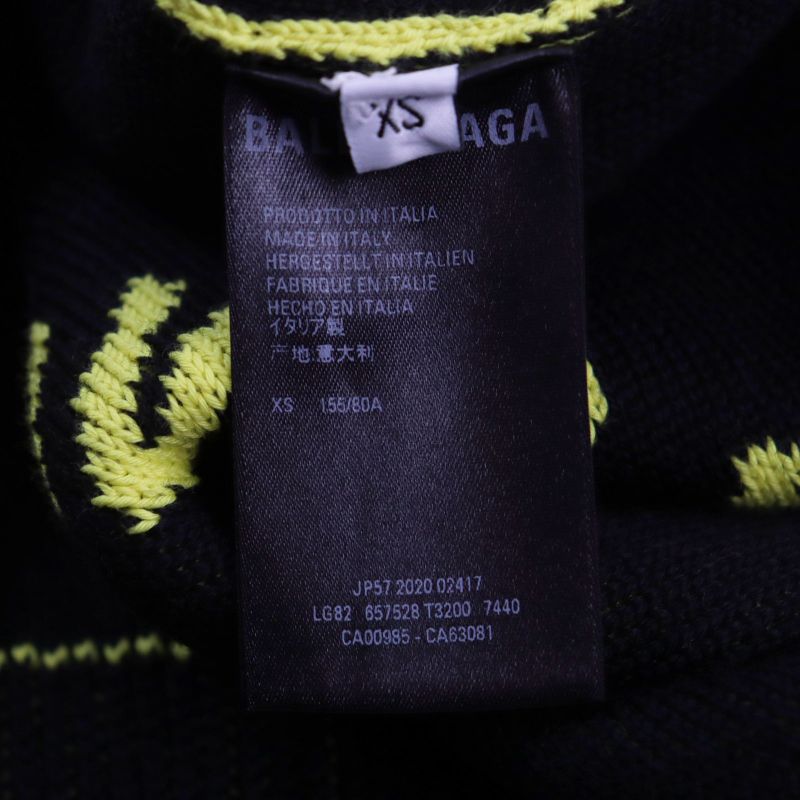 XS
BAL AGA
PRODOTTO IN ITALIA
MADE IN ITALY
HERGESTELLT IN ITALIEN
FABRIQUE EN ITALIE
HECHO EN ITALIA
イタリア製
产地 意大利
XS 155/80A
JP57 2020 02417
LG82 657528 T3200 7440
CA00985 - CA63081